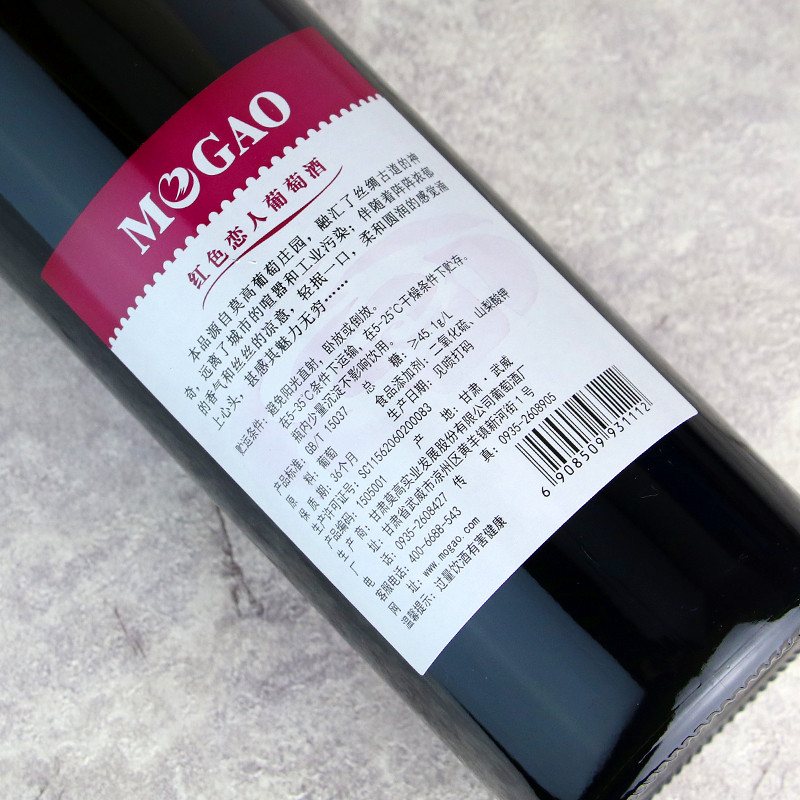 MOGAO
红色恋人葡萄酒
本品源自莫高葡萄庄园，融汇了丝绸古道的神
奇，远离了城市的喧嚣和工业污染；伴随着阵阵浓郁
的香气和丝丝的凉意，轻抿一口，柔和圆润的感觉涌
上心头，甚感其魅力无穷……
贮运条件：避免阳光直射，卧放或倒放。
在5-35℃条件下运输，在5-25℃干燥条件下贮存。
瓶内少量沉淀不影响饮用。
产品标准：GB/T 15037 总 糖：≥45.1g/L
原 料：葡萄 食品添加剂：二氧化硫、山梨酸钾
保 质 期：36个月 生产日期：见喷打码
生产许可证号：SC11562060200083
产品编码：1505001 产 地：甘肃·武威
生 产 商：甘肃莫高实业发展股份有限公司葡萄酒厂
厂 址：甘肃省武威市凉州区黄羊镇新河街1号
电 话：0935-2608427 传 真：0935-2608905
客服电话：400-6688-543
网 址：www.mogao.com
温馨提示：过量饮酒有害健康
6 908509 931112